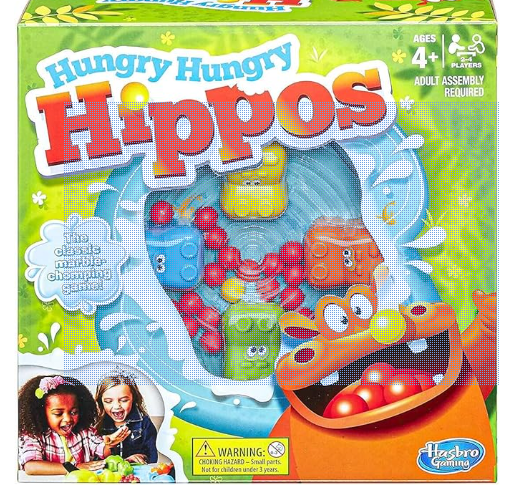 Hungry Hungry
Hippos
AGES
4+
2-4
PLAYERS
ADULT ASSEMBLY
REQUIRED
The
classic
marble-
chomping
game!
WARNING:
CHOKING HAZARD – Small parts.
Not for children under 3 years.
Hasbro
Gaming